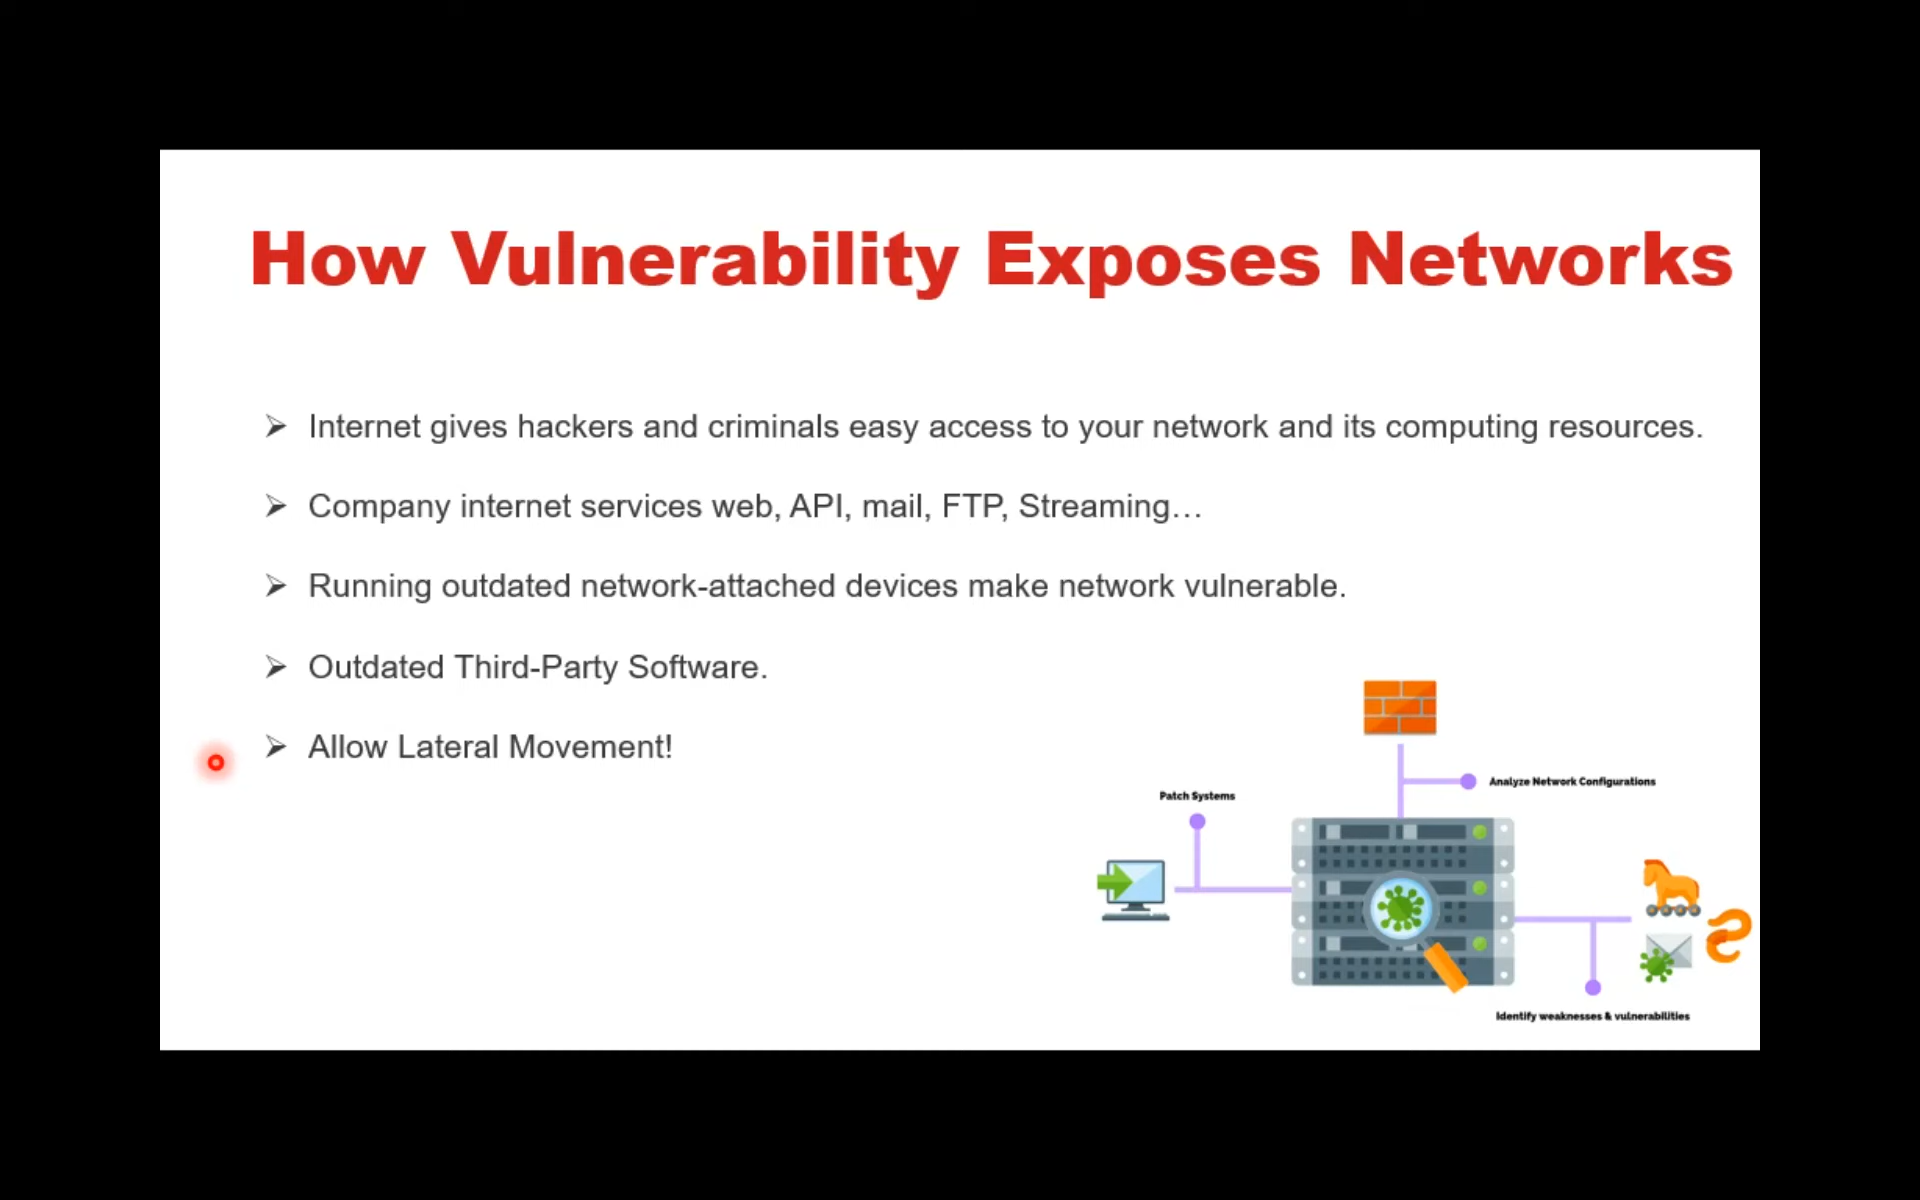 How Vulnerability Exposes Networks
➢ Internet gives hackers and criminals easy access to your network and its computing resources.
➢ Company internet services web, API, mail, FTP, Streaming…
➢ Running outdated network-attached devices make network vulnerable.
➢ Outdated Third-Party Software.
➢ Allow Lateral Movement!
Analyze Network Configurations
Patch Systems
Identify weaknesses & vulnerabilities